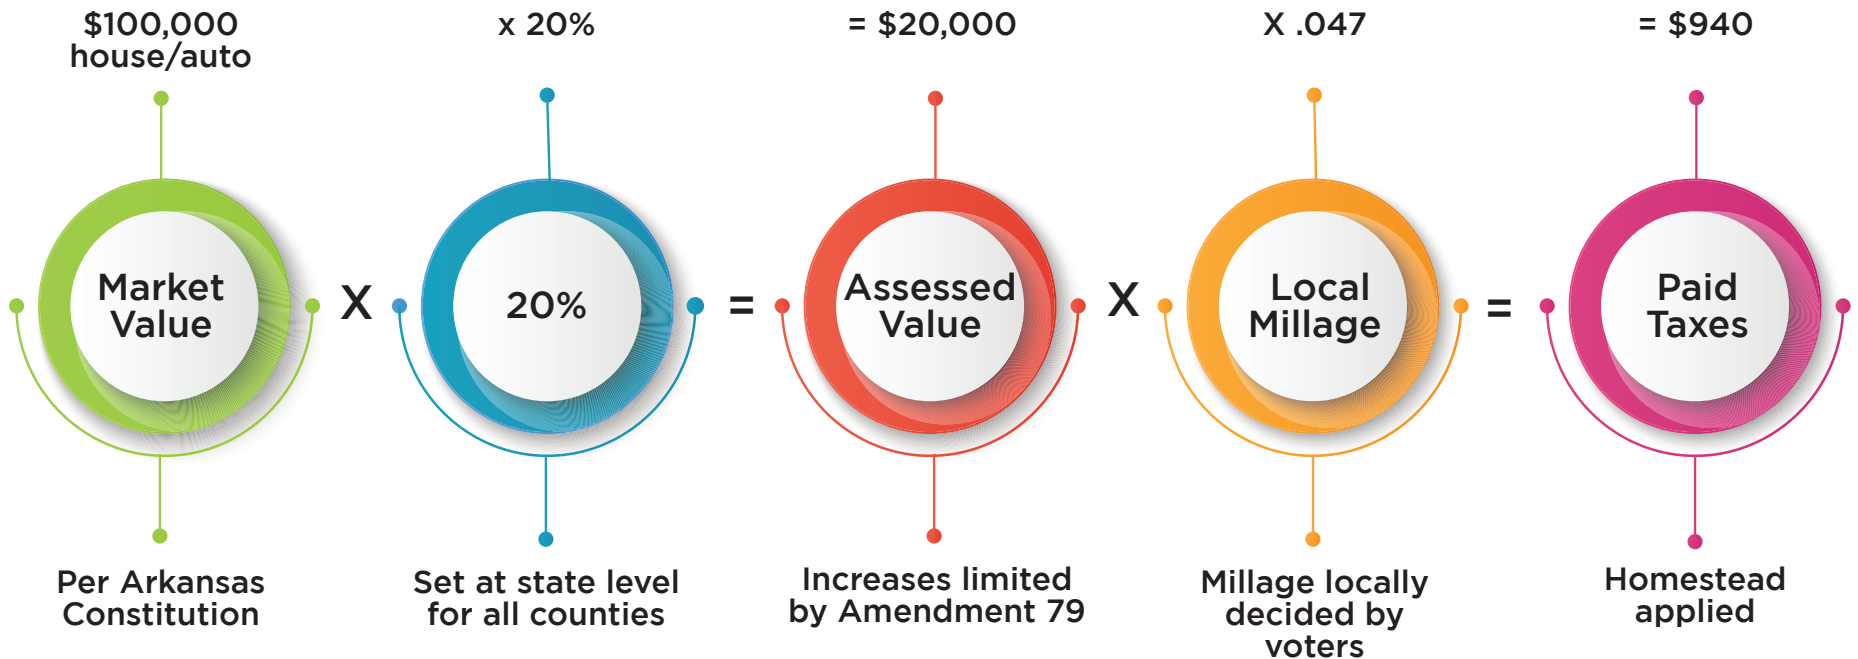 $100,000
house/auto
x 20%
= $20,000
X .047
= $940
Market
Value
X
20%
=
Assessed
Value
X
Local
Millage
=
Paid
Taxes
Per Arkansas
Constitution
Set at state level
for all counties
Increases limited
by Amendment 79
Millage locally
decided by
voters
Homestead
applied